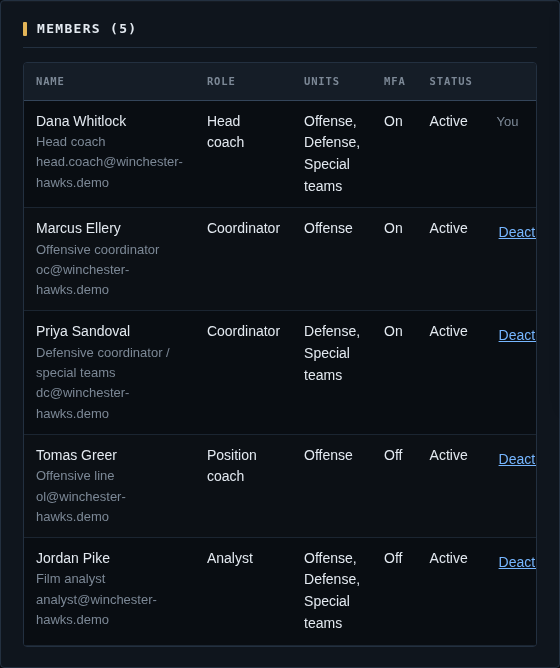 MEMBERS (5)
NAME ROLE UNITS MFA STATUS
Dana Whitlock Head Offense, On Active You
Head coach coach Defense,
head.coach@winchester- Special
hawks.demo teams
Marcus Ellery Coordinator Offense On Active Deact
Offensive coordinator
oc@winchester-
hawks.demo
Priya Sandoval Coordinator Defense, On Active Deact
Defensive coordinator / Special
special teams teams
dc@winchester-
hawks.demo
Tomas Greer Position Offense Off Active Deact
Offensive line coach
ol@winchester-
hawks.demo
Jordan Pike Analyst Offense, Off Active Deact
Film analyst Defense,
analyst@winchester- Special
hawks.demo teams